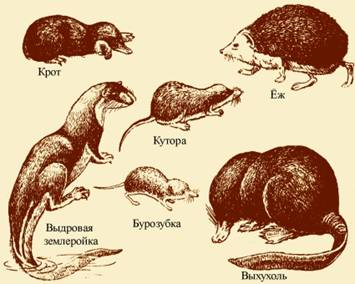 Крот
Ёж
Кутора
Бурозубка
Выдровая
землеройка
Выхухоль